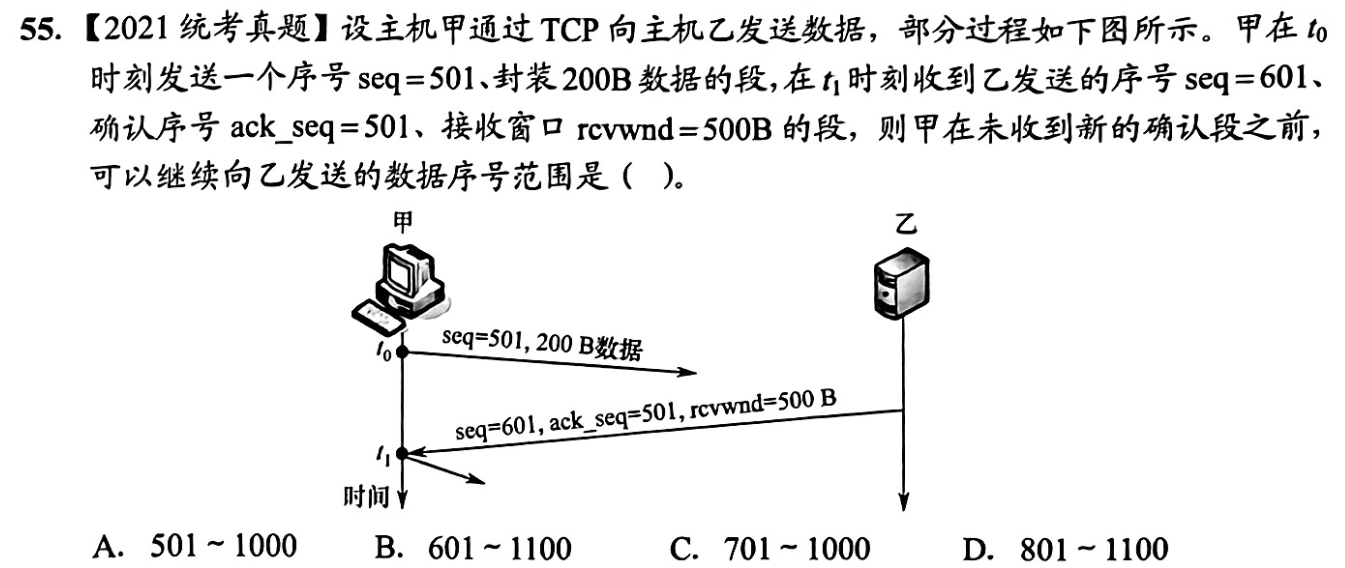 55.【2021 统考真题】设主机甲通过 TCP 向主机乙发送数据，部分过程如下图所示。甲在 t₀
时刻发送一个序号 seq=501、封装 200B 数据的段，在 t₁ 时刻收到乙发送的序号 seq=601、
确认序号 ack_seq=501、接收窗口 rcvwnd=500B 的段，则甲在未收到新的确认段之前，
可以继续向乙发送的数据序号范围是（ ）。
甲 乙
t₀ seq=501, 200 B数据
seq=601, ack_seq=501, rcvwnd=500 B
t₁
时间
A. 501 ~ 1000 B. 601 ~ 1100 C. 701 ~ 1000 D. 801 ~ 1100